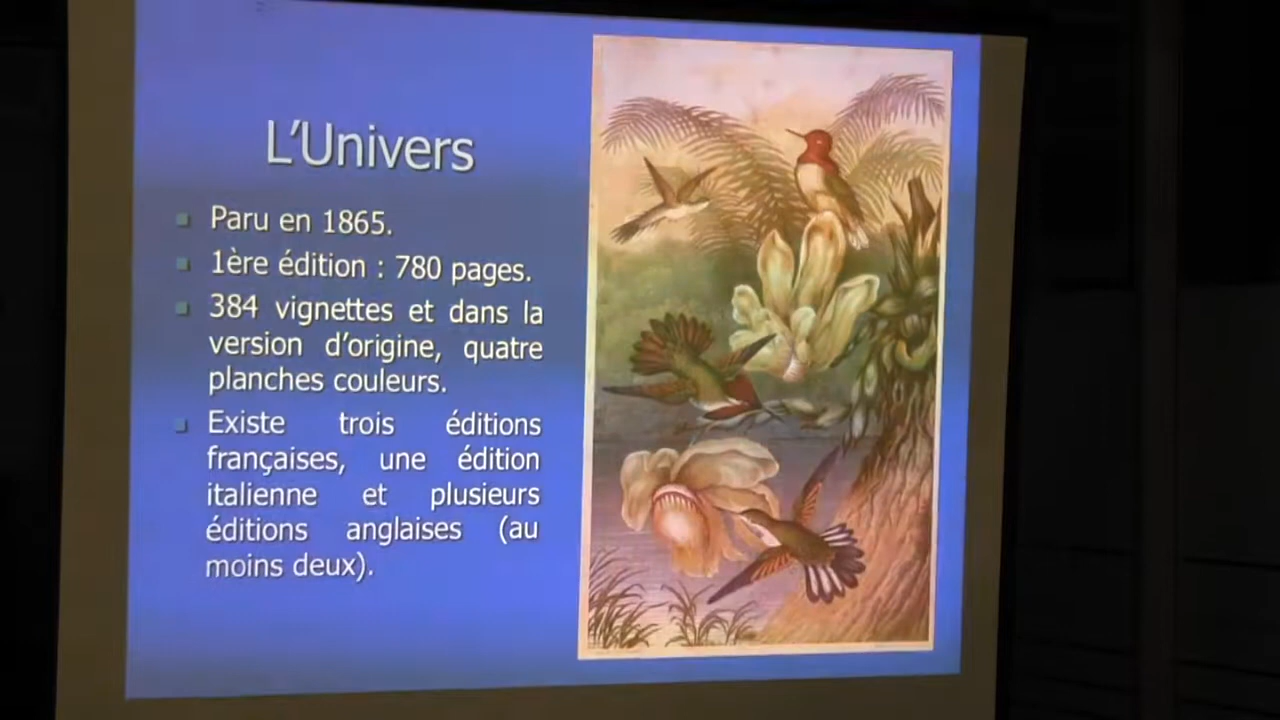 L'Univers
Paru en 1865.
1ère édition : 780 pages.
384 vignettes et dans la
version d'origine, quatre
planches couleurs.
Existe trois éditions
françaises, une édition
italienne et plusieurs
éditions anglaises (au
moins deux).